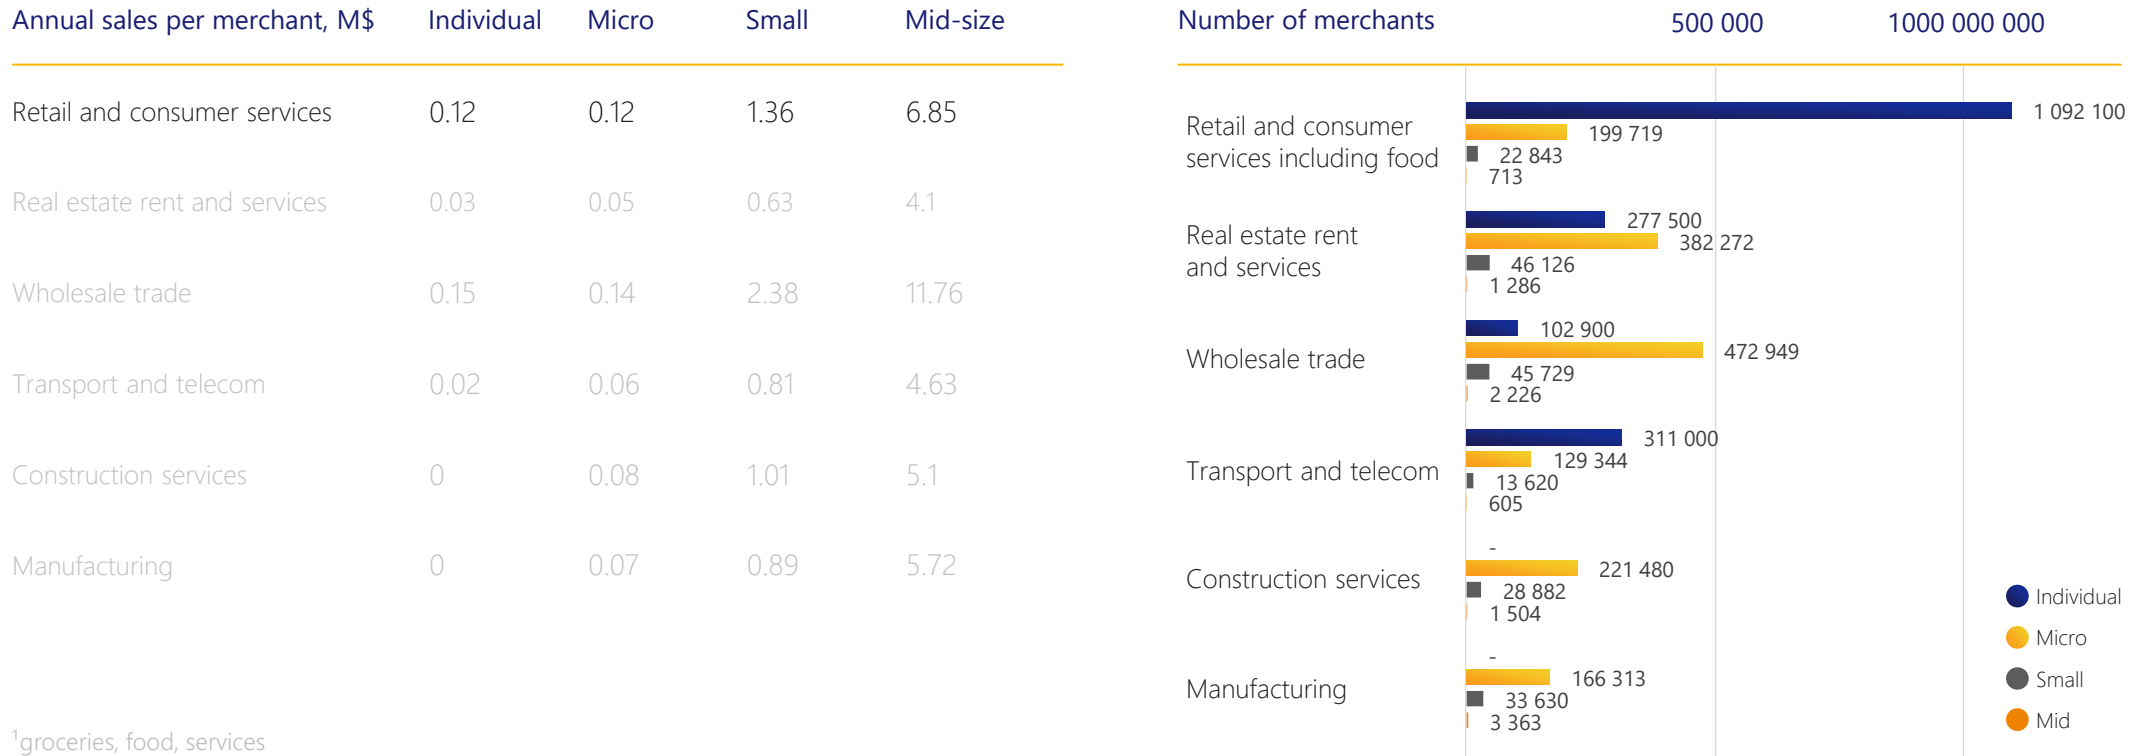 Annual sales per merchant, M$ Individual Micro Small Mid-size
Retail and consumer services 0.12 0.12 1.36 6.85
Real estate rent and services 0.03 0.05 0.63 4.1
Wholesale trade 0.15 0.14 2.38 11.76
Transport and telecom 0.02 0.06 0.81 4.63
Construction services 0 0.08 1.01 5.1
Manufacturing 0 0.07 0.89 5.72
¹groceries, food, services
Number of merchants 500 000 1000 000 000
Retail and consumer
services including food
1 092 100
199 719
22 843
713
Real estate rent
and services
277 500
382 272
46 126
1 286
Wholesale trade
102 900
472 949
45 729
2 226
Transport and telecom
311 000
129 344
13 620
605
Construction services
-
221 480
28 882
1 504
Manufacturing
-
166 313
33 630
3 363
Individual
Micro
Small
Mid